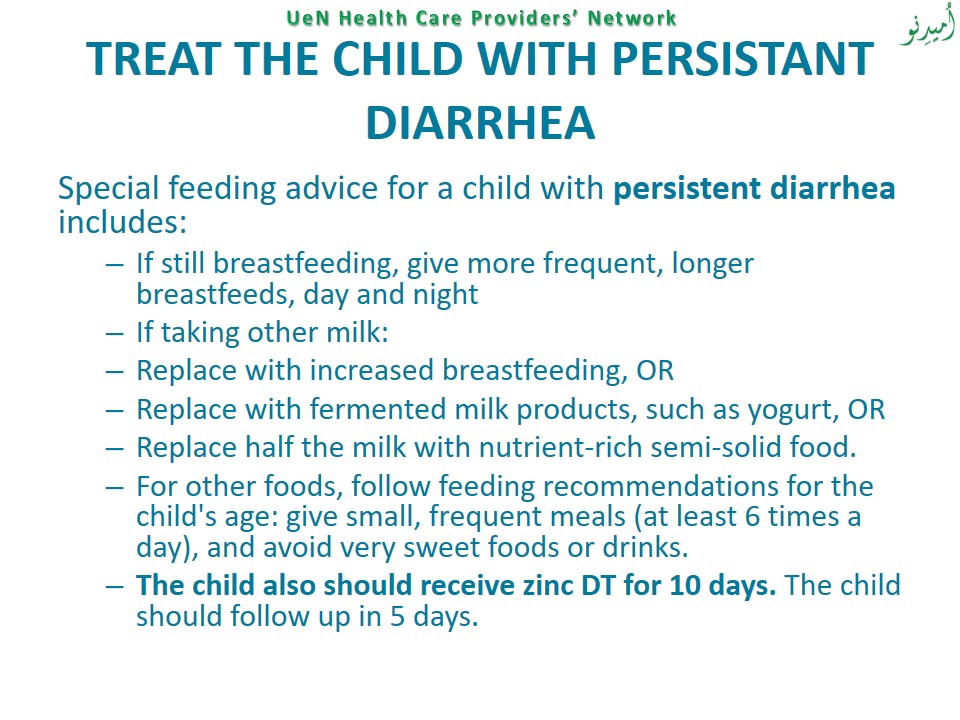 UeN Health Care Providers’ Network
اُمیدِنو
TREAT THE CHILD WITH PERSISTANT
DIARRHEA
Special feeding advice for a child with persistent diarrhea
includes:
– If still breastfeeding, give more frequent, longer
breastfeeds, day and night
– If taking other milk:
– Replace with increased breastfeeding, OR
– Replace with fermented milk products, such as yogurt, OR
– Replace half the milk with nutrient-rich semi-solid food.
– For other foods, follow feeding recommendations for the
child's age: give small, frequent meals (at least 6 times a
day), and avoid very sweet foods or drinks.
– The child also should receive zinc DT for 10 days. The child
should follow up in 5 days.